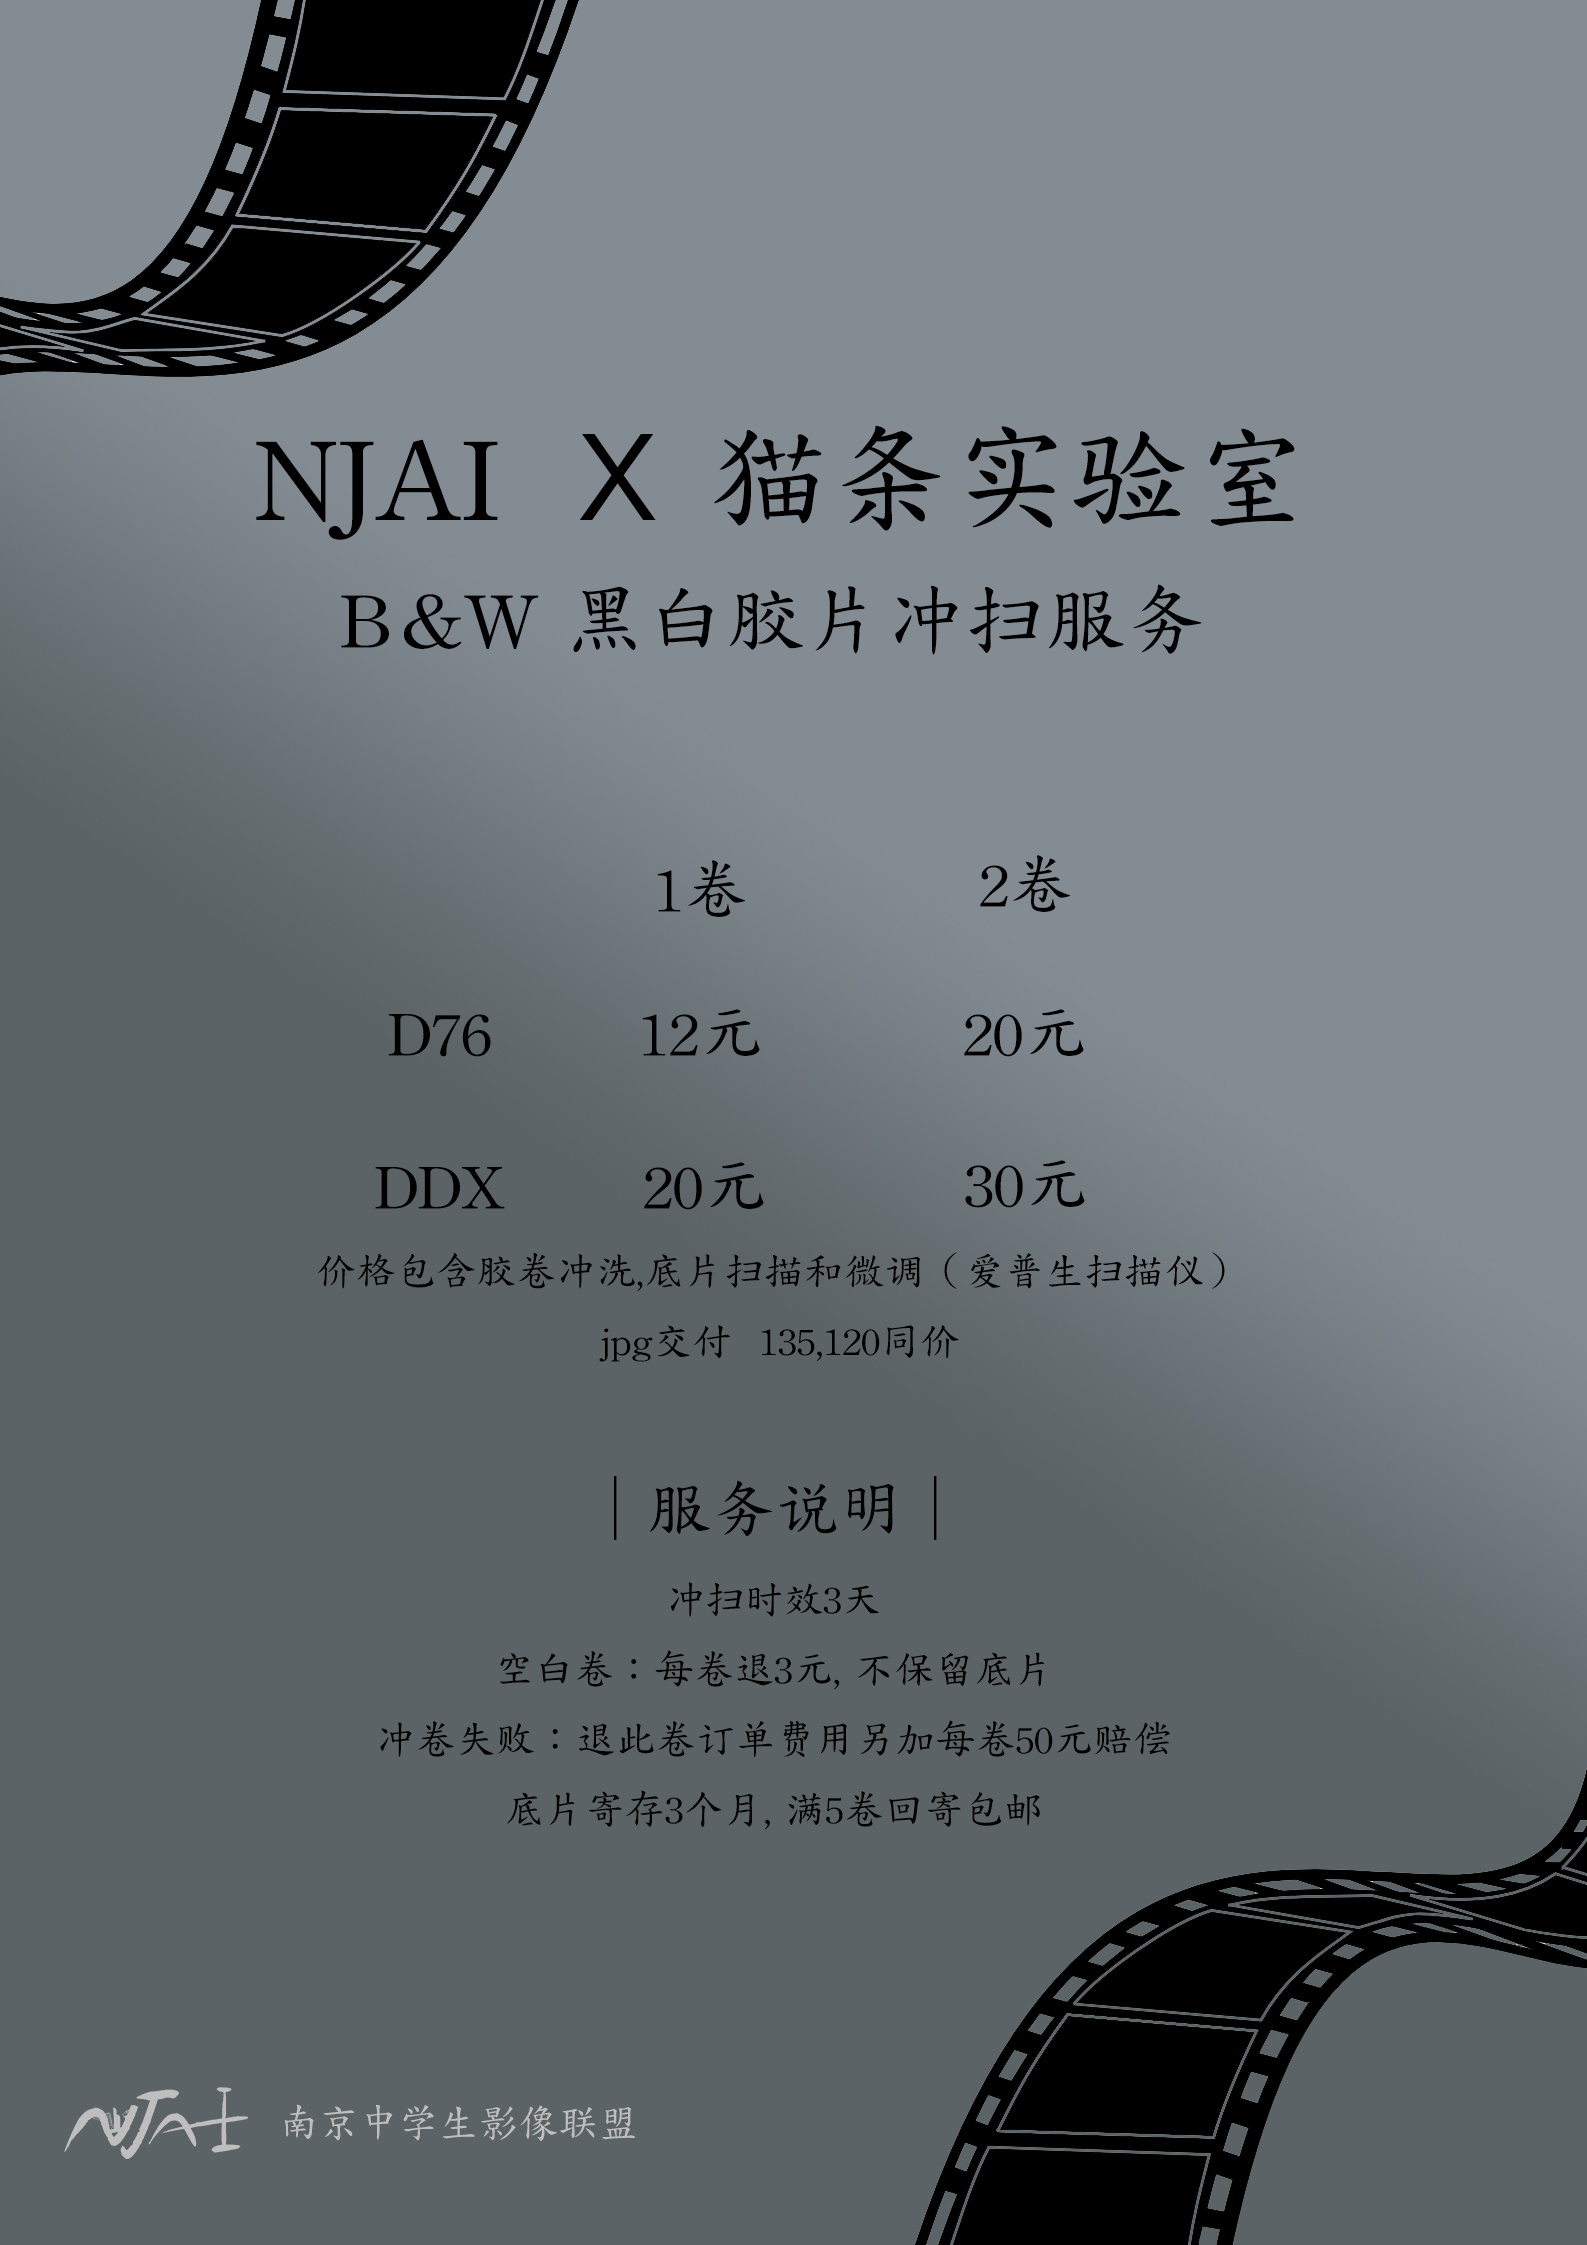 NJAI X 猫条实验室
B&W 黑白胶片冲扫服务
1卷 2卷
D76 12元 20元
DDX 20元 30元
价格包含胶卷冲洗,底片扫描和微调（爱普生扫描仪）
jpg交付 135,120同价
服务说明
冲扫时效3天
空白卷：每卷退3元, 不保留底片
冲卷失败：退此卷订单费用另加每卷50元赔偿
底片寄存3个月, 满5卷回寄包邮
NJAI 南京中学生影像联盟